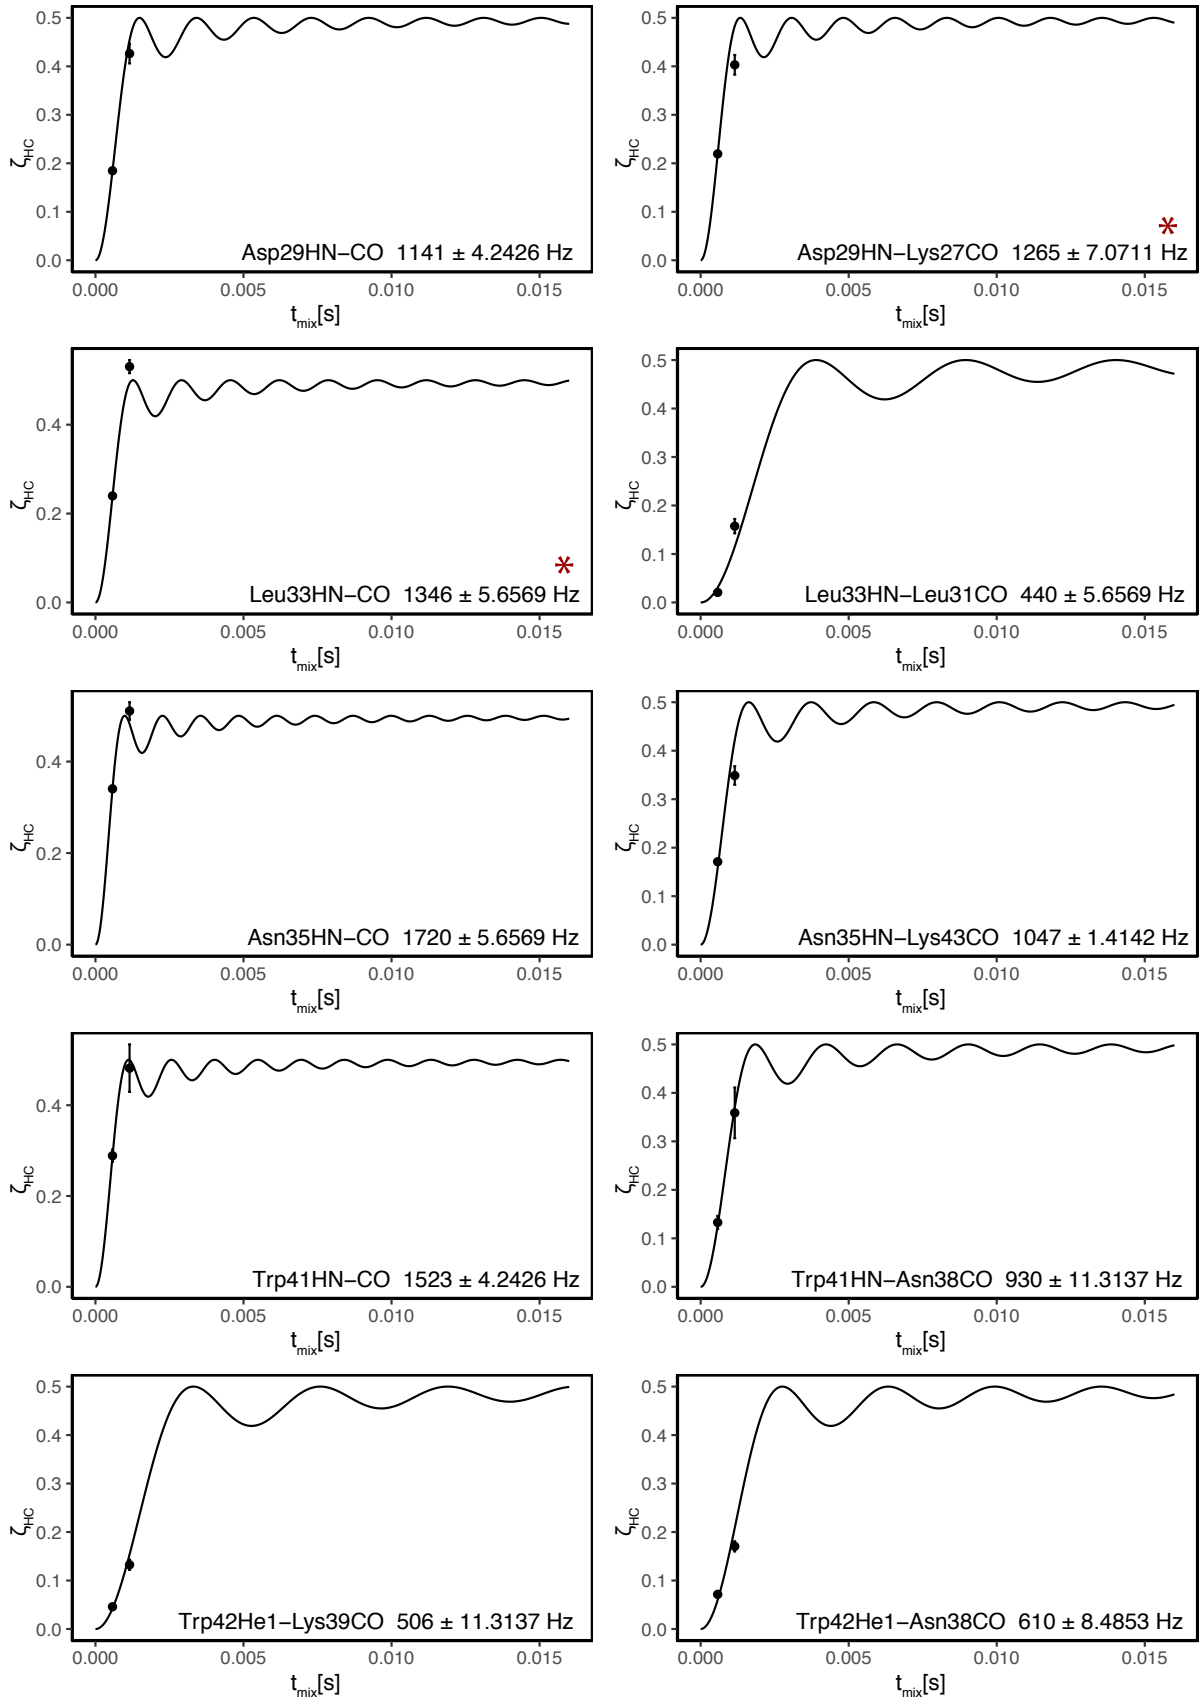 0.5
0.4
0.3
0.2
0.1
0.0
ζHC
Asp29HN−CO 1141 ± 4.2426 Hz
0.000 0.005 0.010 0.015
tmix[s]
0.5
0.4
0.3
0.2
0.1
0.0
ζHC
*
Asp29HN−Lys27CO 1265 ± 7.0711 Hz
0.000 0.005 0.010 0.015
tmix[s]
0.4
0.2
0.0
ζHC
*
Leu33HN−CO 1346 ± 5.6569 Hz
0.000 0.005 0.010 0.015
tmix[s]
0.5
0.4
0.3
0.2
0.1
0.0
ζHC
Leu33HN−Leu31CO 440 ± 5.6569 Hz
0.000 0.005 0.010 0.015
tmix[s]
0.4
0.2
0.0
ζHC
Asn35HN−CO 1720 ± 5.6569 Hz
0.000 0.005 0.010 0.015
tmix[s]
0.5
0.4
0.3
0.2
0.1
0.0
ζHC
Asn35HN−Lys43CO 1047 ± 1.4142 Hz
0.000 0.005 0.010 0.015
tmix[s]
0.4
0.2
0.0
ζHC
Trp41HN−CO 1523 ± 4.2426 Hz
0.000 0.005 0.010 0.015
tmix[s]
0.5
0.4
0.3
0.2
0.1
0.0
ζHC
Trp41HN−Asn38CO 930 ± 11.3137 Hz
0.000 0.005 0.010 0.015
tmix[s]
0.5
0.4
0.3
0.2
0.1
0.0
ζHC
Trp42He1−Lys39CO 506 ± 11.3137 Hz
0.000 0.005 0.010 0.015
tmix[s]
0.5
0.4
0.3
0.2
0.1
0.0
ζHC
Trp42He1−Asn38CO 610 ± 8.4853 Hz
0.000 0.005 0.010 0.015
tmix[s]